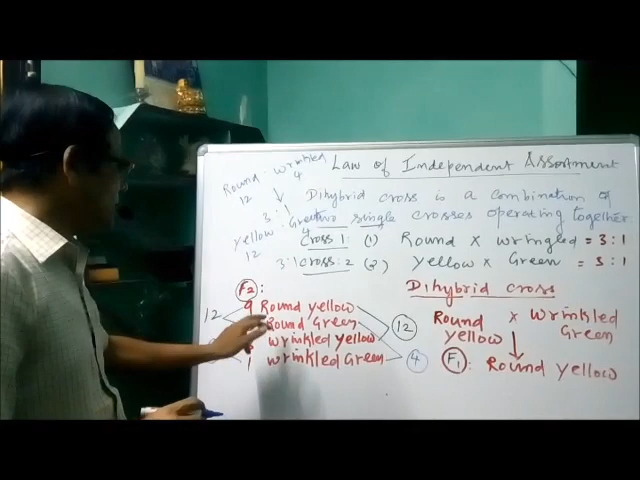 Law of Independent Assortment
Round : wrinkled
12 4
3 : 1
Dihybrid cross is a combination of
two single crosses operating together
yellow : Green
12
3:1
Cross 1: (1) Round X wringled = 3:1
cross: 2 (2) yellow x Green = 3:1
F2:
12
9 Round yellow
Round Green
wrinkled yellow
1 wrinkled Green
12
4
Dihybrid cross
Round yellow x wrinkled Green
F1: Round yellow